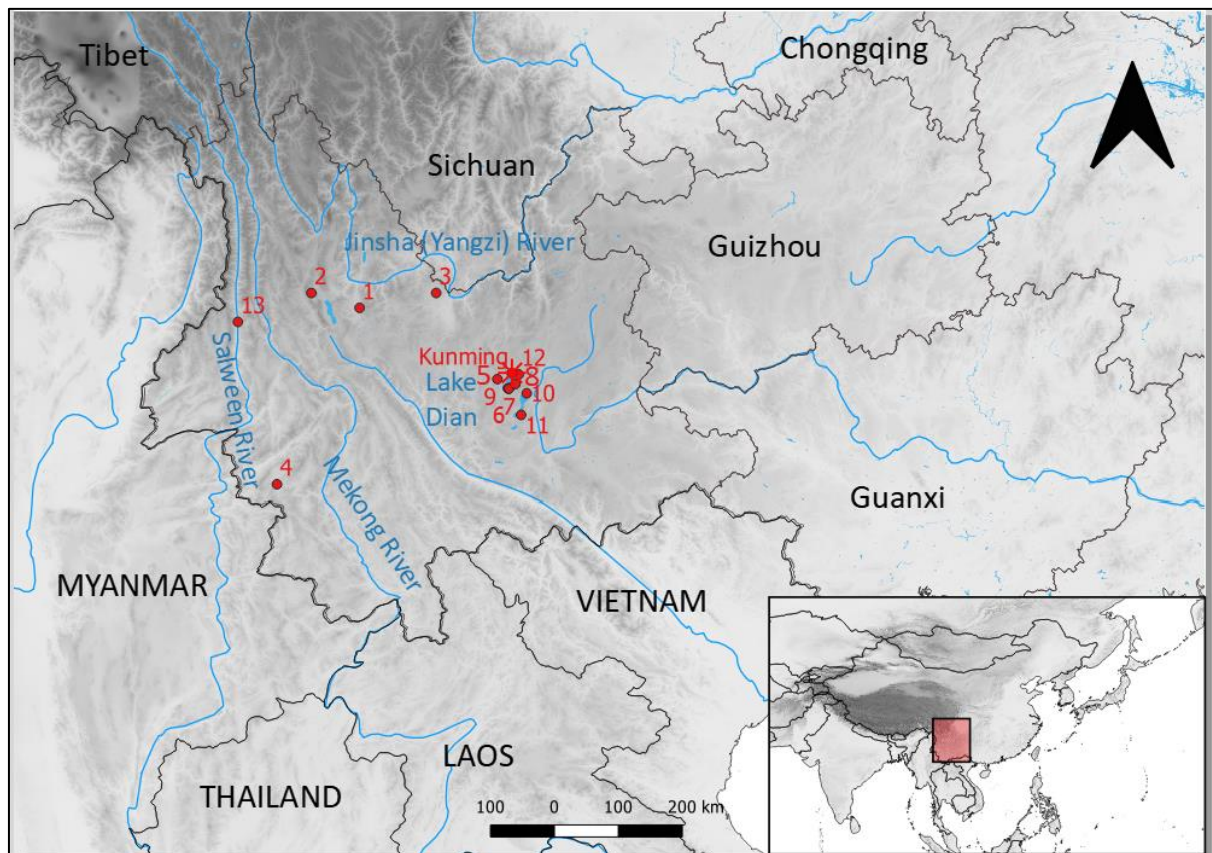 Tibet
Chongqing
Sichuan
Jinsha (Yangzi) River
Guizhou
2
3
1
13
Kunming
12
5
Lake
8
9
10
Dian
6
7
11
Salween River
4
Mekong River
Guanxi
MYANMAR
VIETNAM
LAOS
THAILAND
100 0 100 200 km